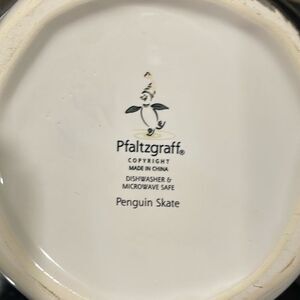 Pfaltzgraff®
COPYRIGHT
MADE IN CHINA
DISHWASHER &
MICROWAVE SAFE
Penguin Skate